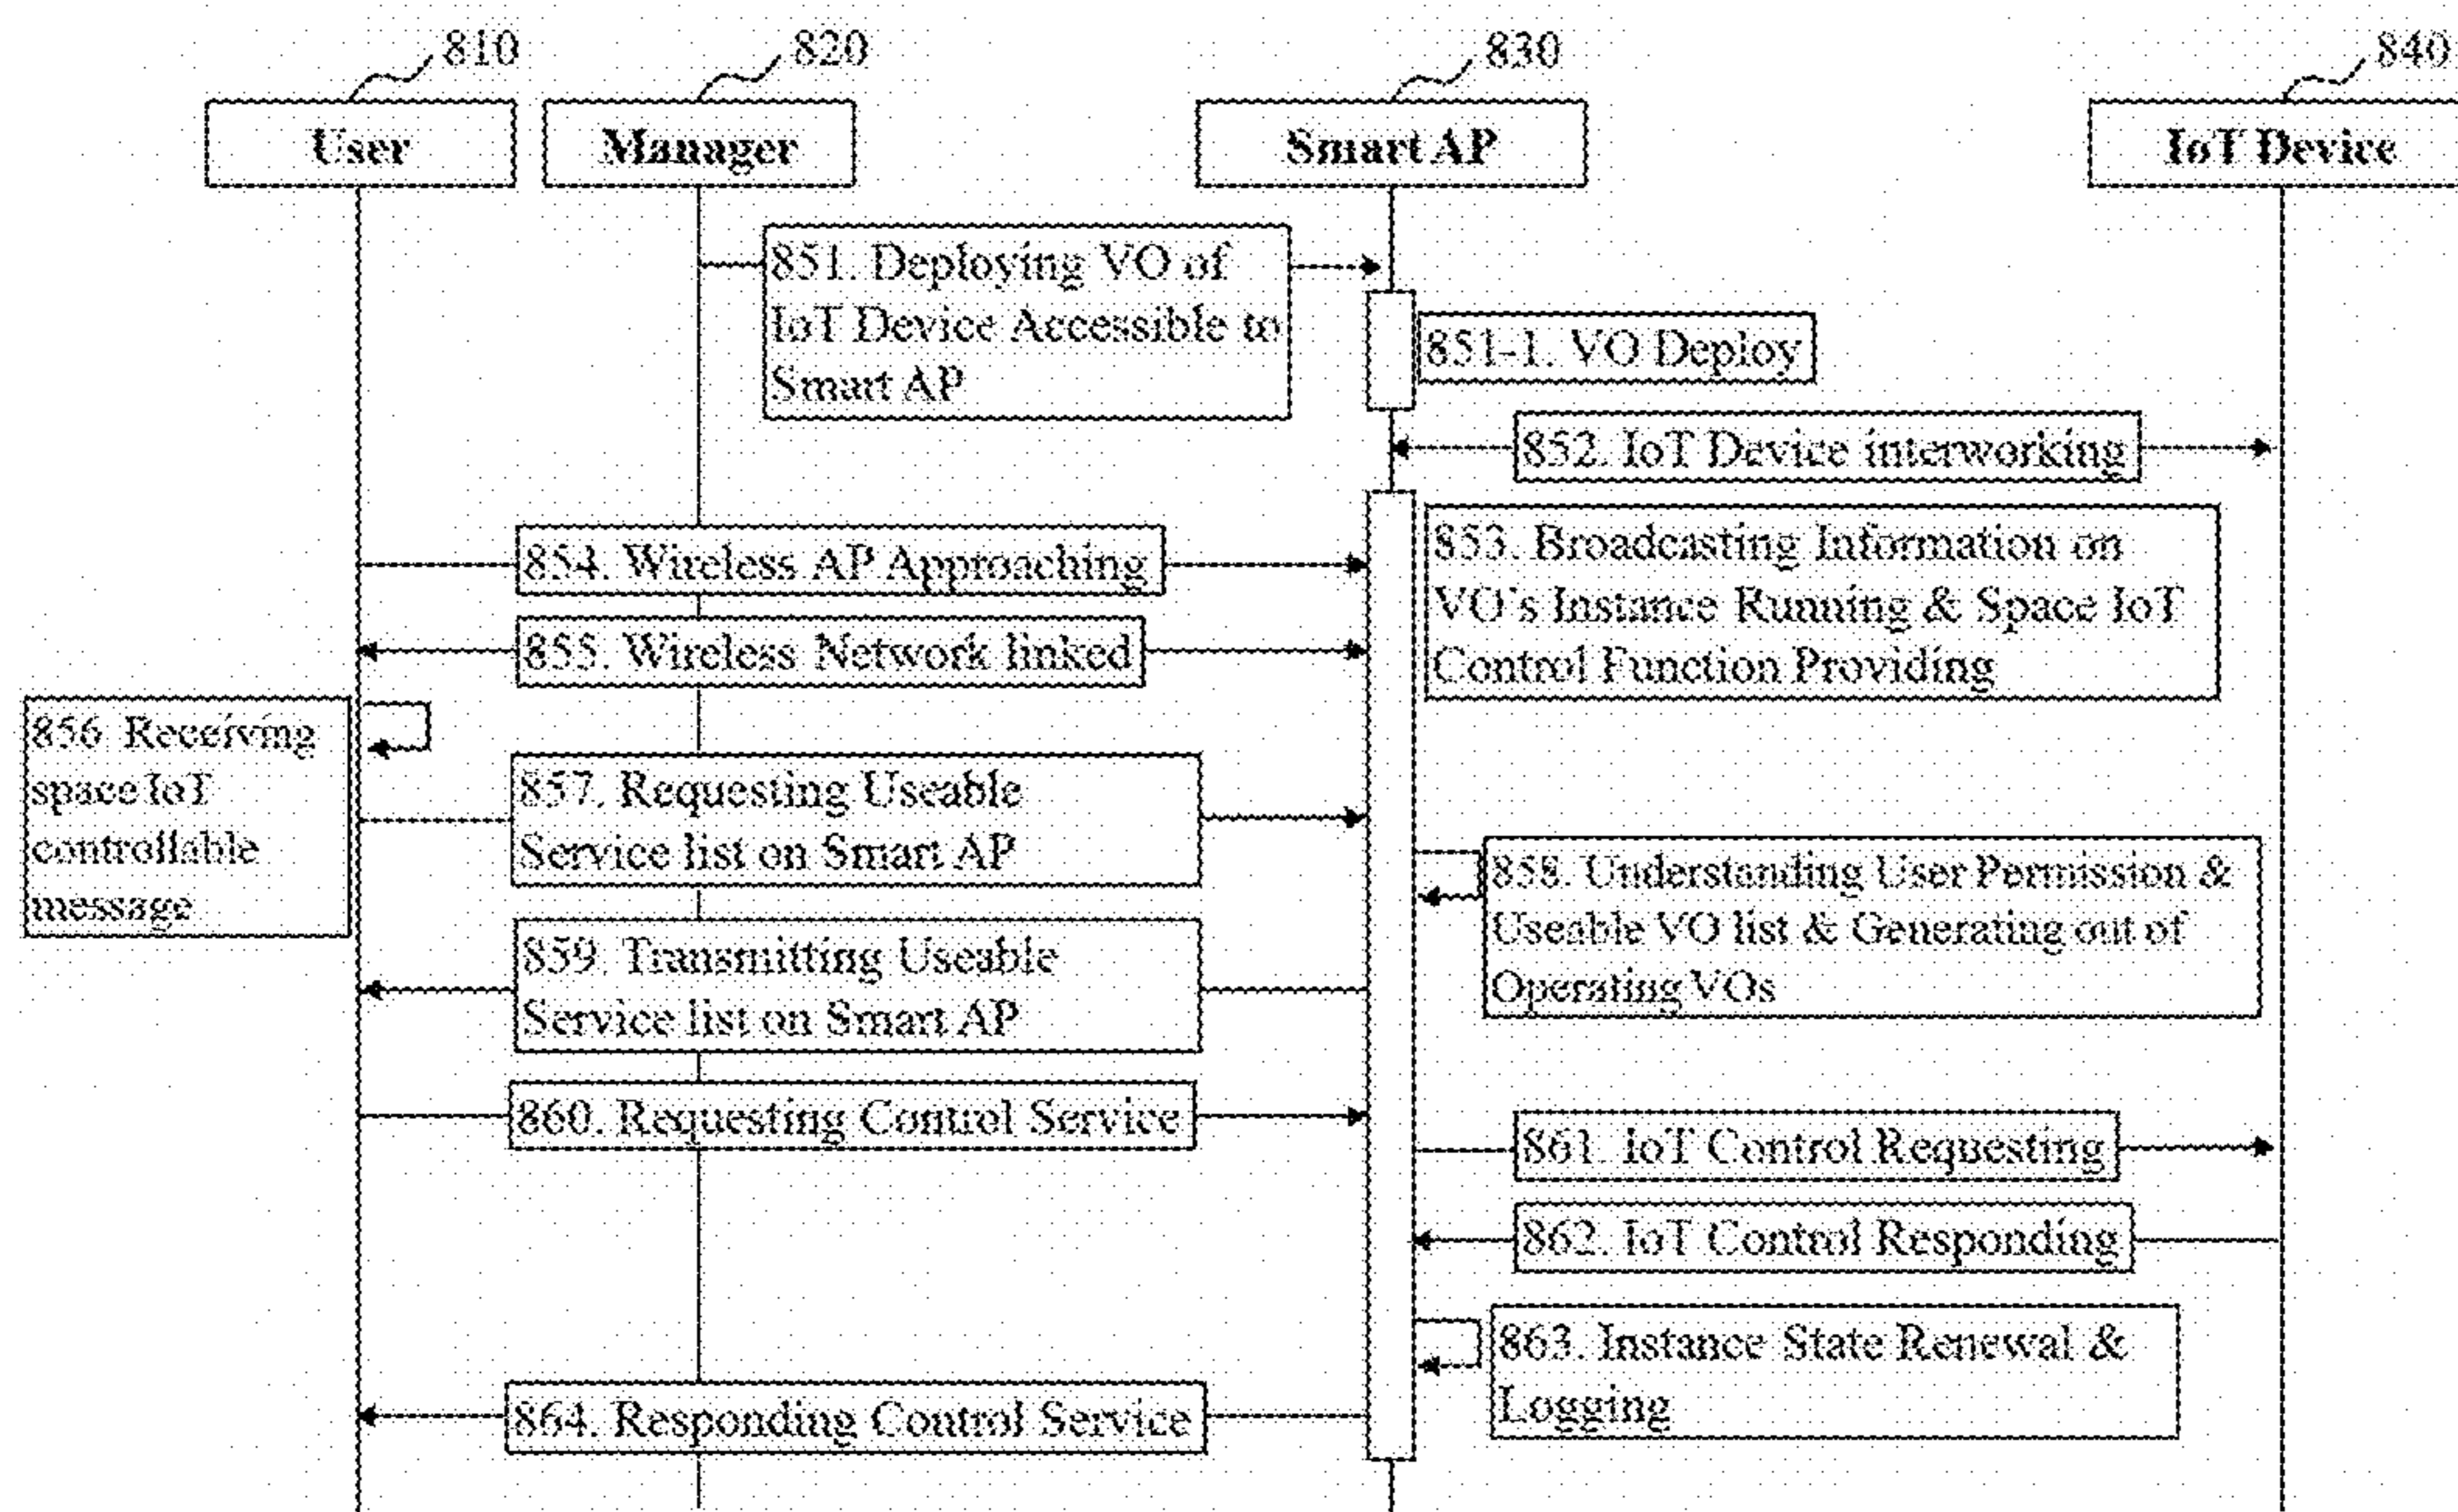 810
820
830
840
User
Manager
Smart AP
IoT Device
851. Deploying VO of
IoT Device Accessible to
Smart AP
851-1. VO Deploy
852. IoT Device interworking
853. Broadcasting Information on
VO's Instance Running & Space IoT
Control Function Providing
854. Wireless AP Approaching
855. Wireless Network linked
856. Receiving
space IoT
controllable
message
857. Requesting Useable
Service list on Smart AP
858. Understanding User Permission &
Useable VO list & Generating out of
Operating VOs
859. Transmitting Useable
Service list on Smart AP
860. Requesting Control Service
861. IoT Control Requesting
862. IoT Control Responding
863. Instance State Renewal &
Logging
864. Responding Control Service